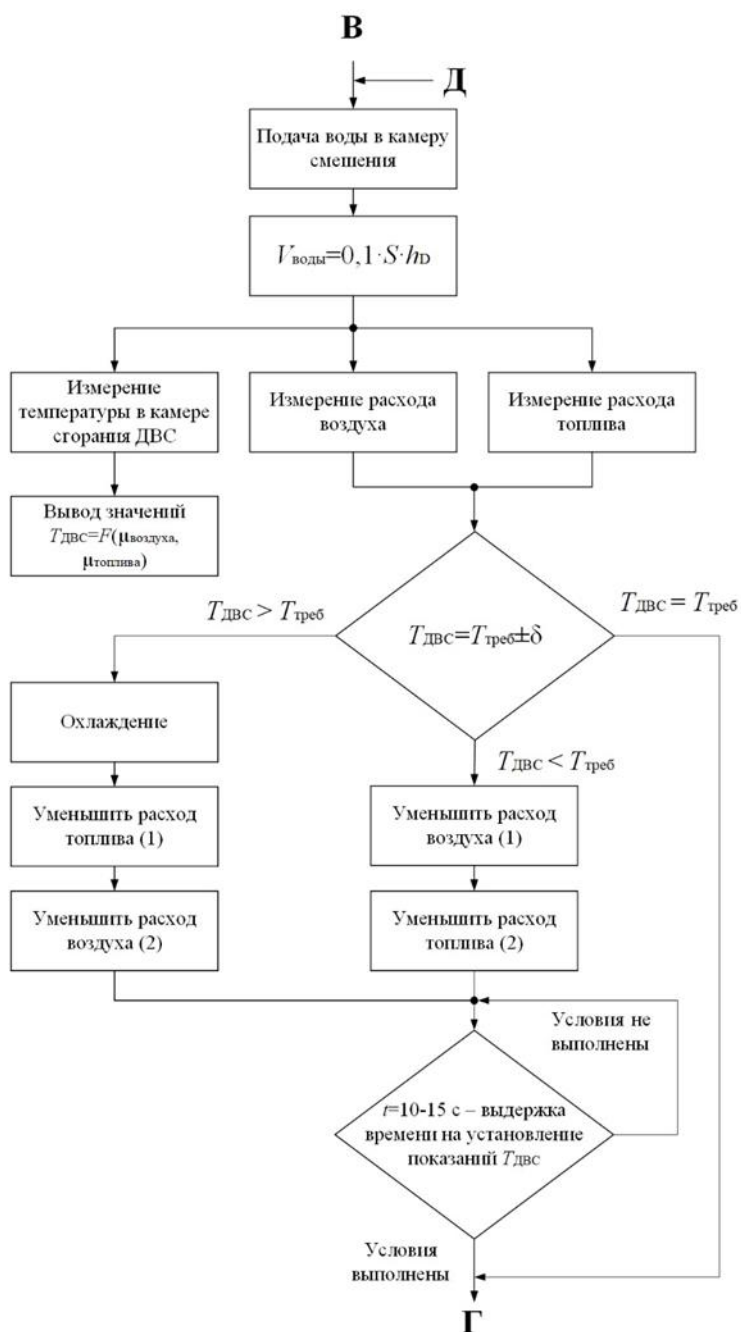 В
Д
Подача воды в камеру
смешения
Vводы=0,1·S·hD
Измерение
температуры в камере
сгорания ДВС
Измерение расхода
воздуха
Измерение расхода
топлива
Вывод значений
TДВС=F(μвоздуха,
μтоплива)
TДВС > Tтреб
TДВС=Tтреб±δ
TДВС = Tтреб
Охлаждение
TДВС < Tтреб
Уменьшить расход
топлива (1)
Уменьшить расход
воздуха (1)
Уменьшить расход
воздуха (2)
Уменьшить расход
топлива (2)
Условия не
выполнены
t=10-15 с – выдержка
времени на установление
показаний TДВС
Условия
выполнены
Г